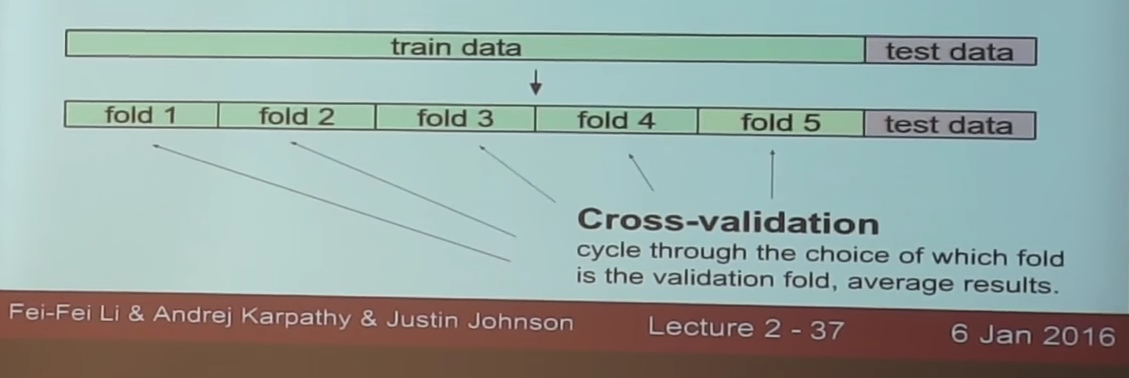 train data test data
fold 1 fold 2 fold 3 fold 4 fold 5 test data
Cross-validation
cycle through the choice of which fold
is the validation fold, average results.
Fei-Fei Li & Andrej Karpathy & Justin Johnson Lecture 2 - 37 6 Jan 2016